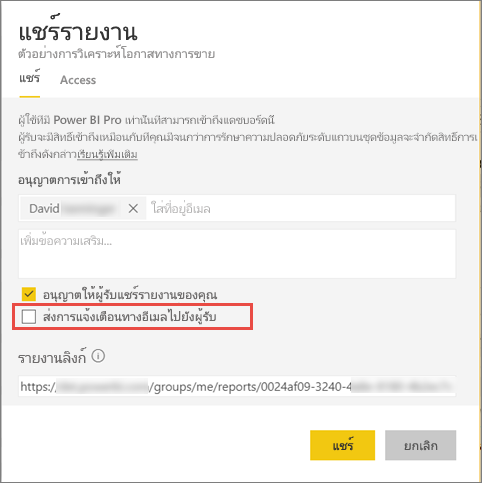 แชร์รายงาน
ตัวอย่างการวิเคราะห์โอกาสทางการขาย
แชร์ Access
ผู้ใช้ที่มี Power BI Pro เท่านั้นที่สามารถเข้าถึงแดชบอร์ดนี้
ผู้รับจะมีสิทธิ์เข้าถึงเหมือนกับที่คุณมีจนกว่าการรักษาความปลอดภัยระดับแถวบนชุดข้อมูลจะจำกัดสิทธิ์การเ
ข้าถึงดังกล่าวเรียนรู้เพิ่มเติม
อนุญาตการเข้าถึงให้
David ใส่ที่อยู่อีเมล
เพิ่มข้อความเสริม...
อนุญาตให้ผู้รับแชร์รายงานของคุณ
ส่งการแจ้งเตือนทางอีเมลไปยังผู้รับ
รายงานลิงก์
https:/ /groups/me/reports/0024af09-3240-4
แชร์ ยกเลิก